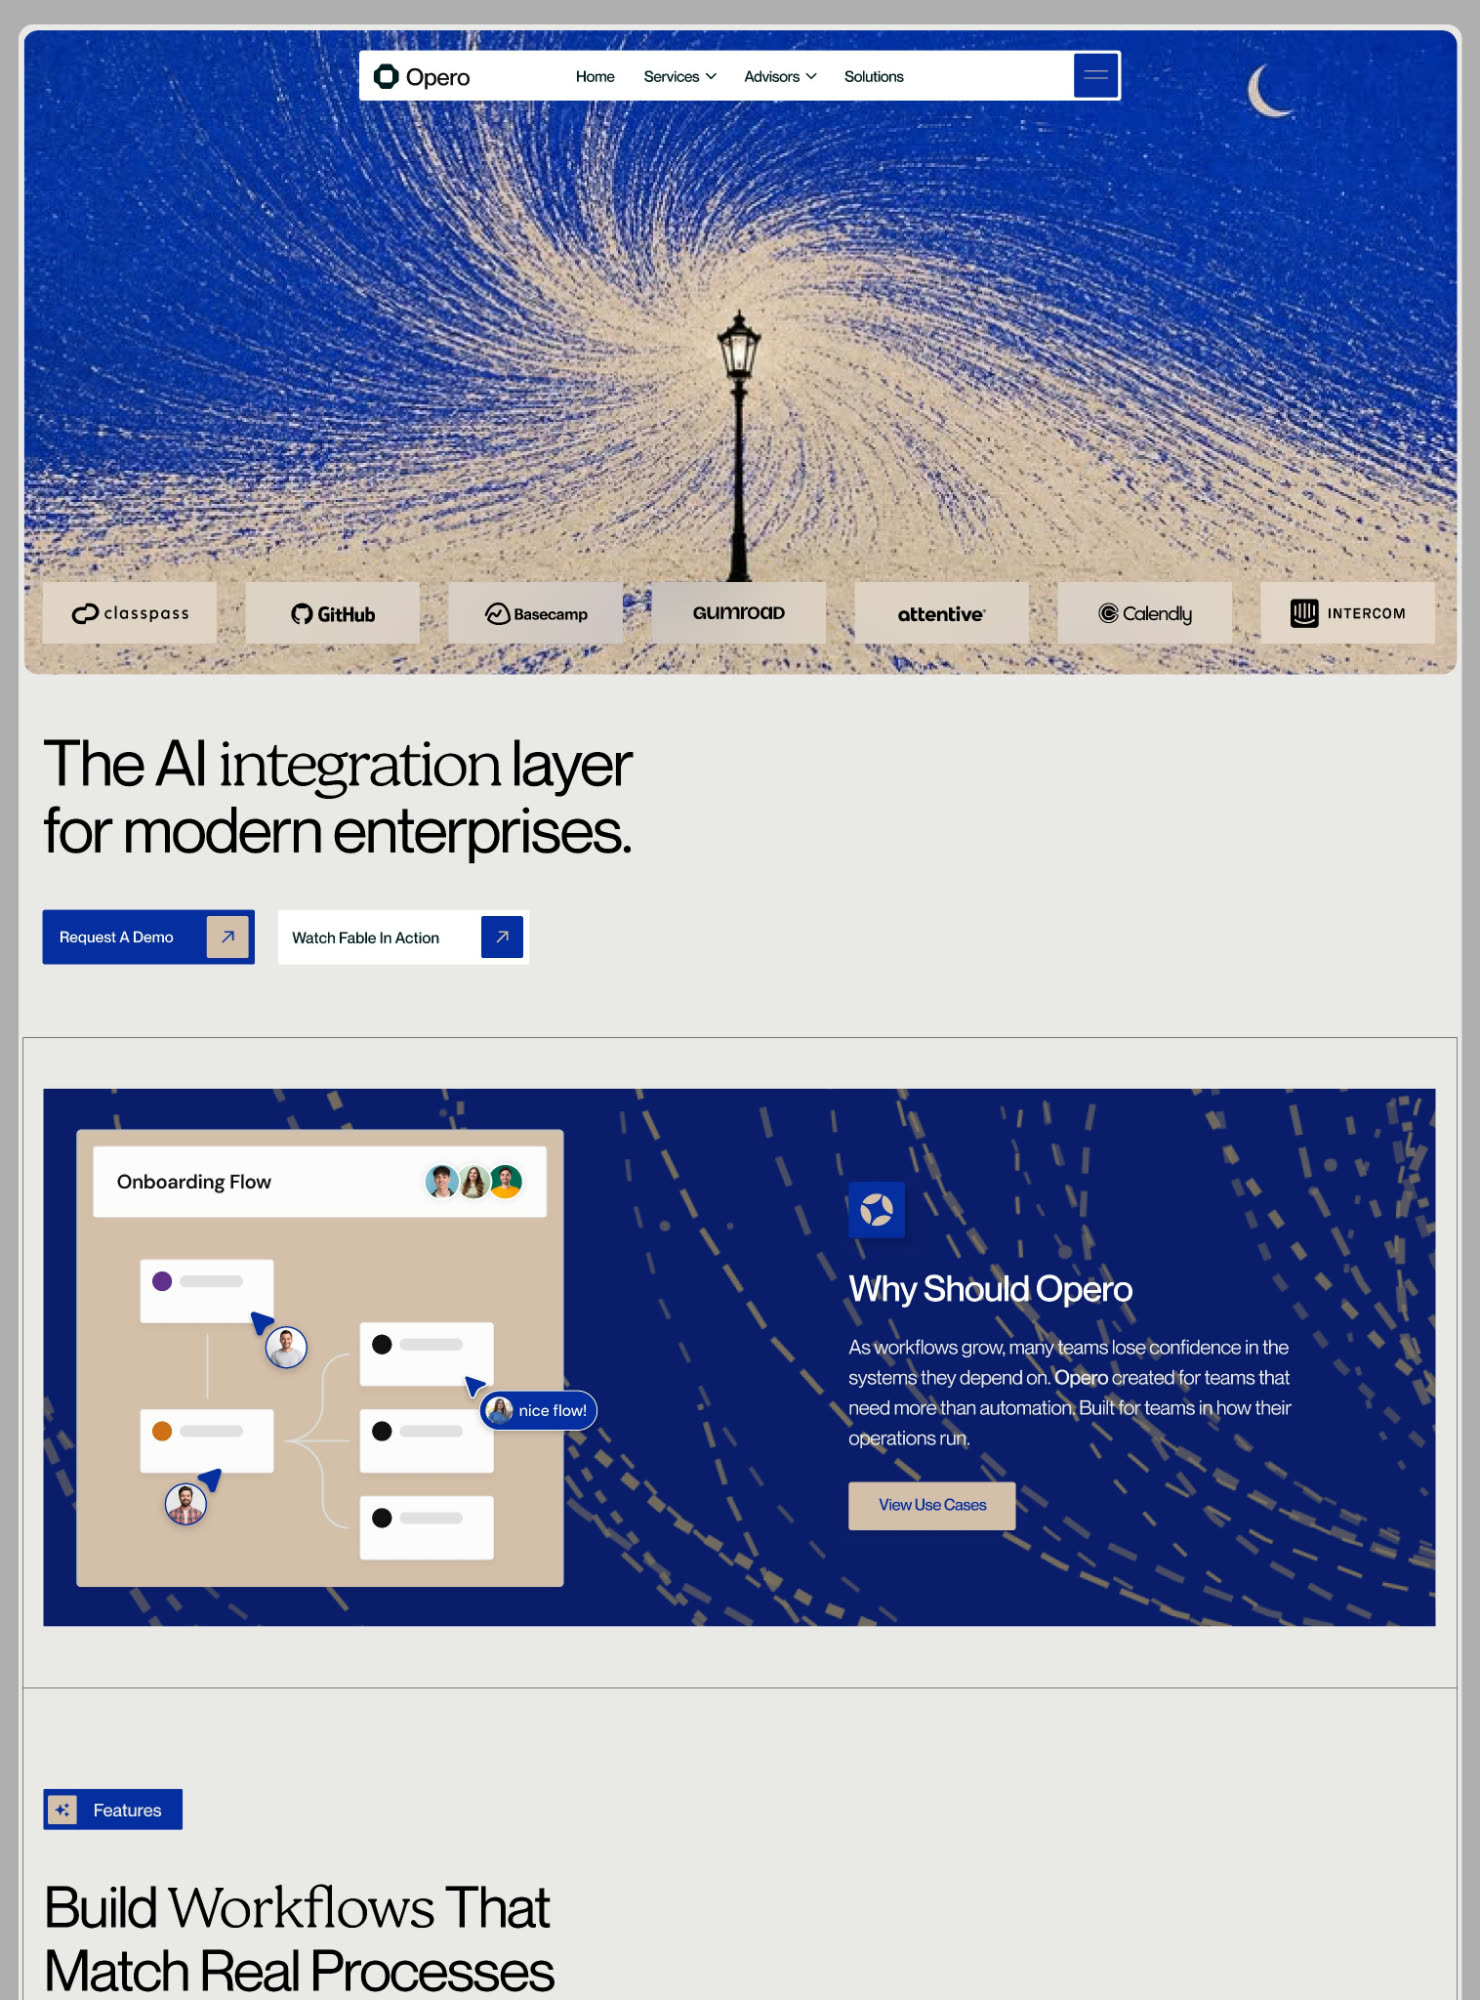 Opero
Home
Services
Advisors
Solutions
classpass
GitHub
Basecamp
GUMROAD
attentive
Calendly
INTERCOM
The AI integration layer
for modern enterprises.
Request A Demo
Watch Fable In Action
Onboarding Flow
nice flow!
Why Should Opero
As workflows grow, many teams lose confidence in the
systems they depend on. Opero created for teams that
need more than automation. Built for teams in how their
operations run.
View Use Cases
Features
Build Workflows That
Match Real Processes